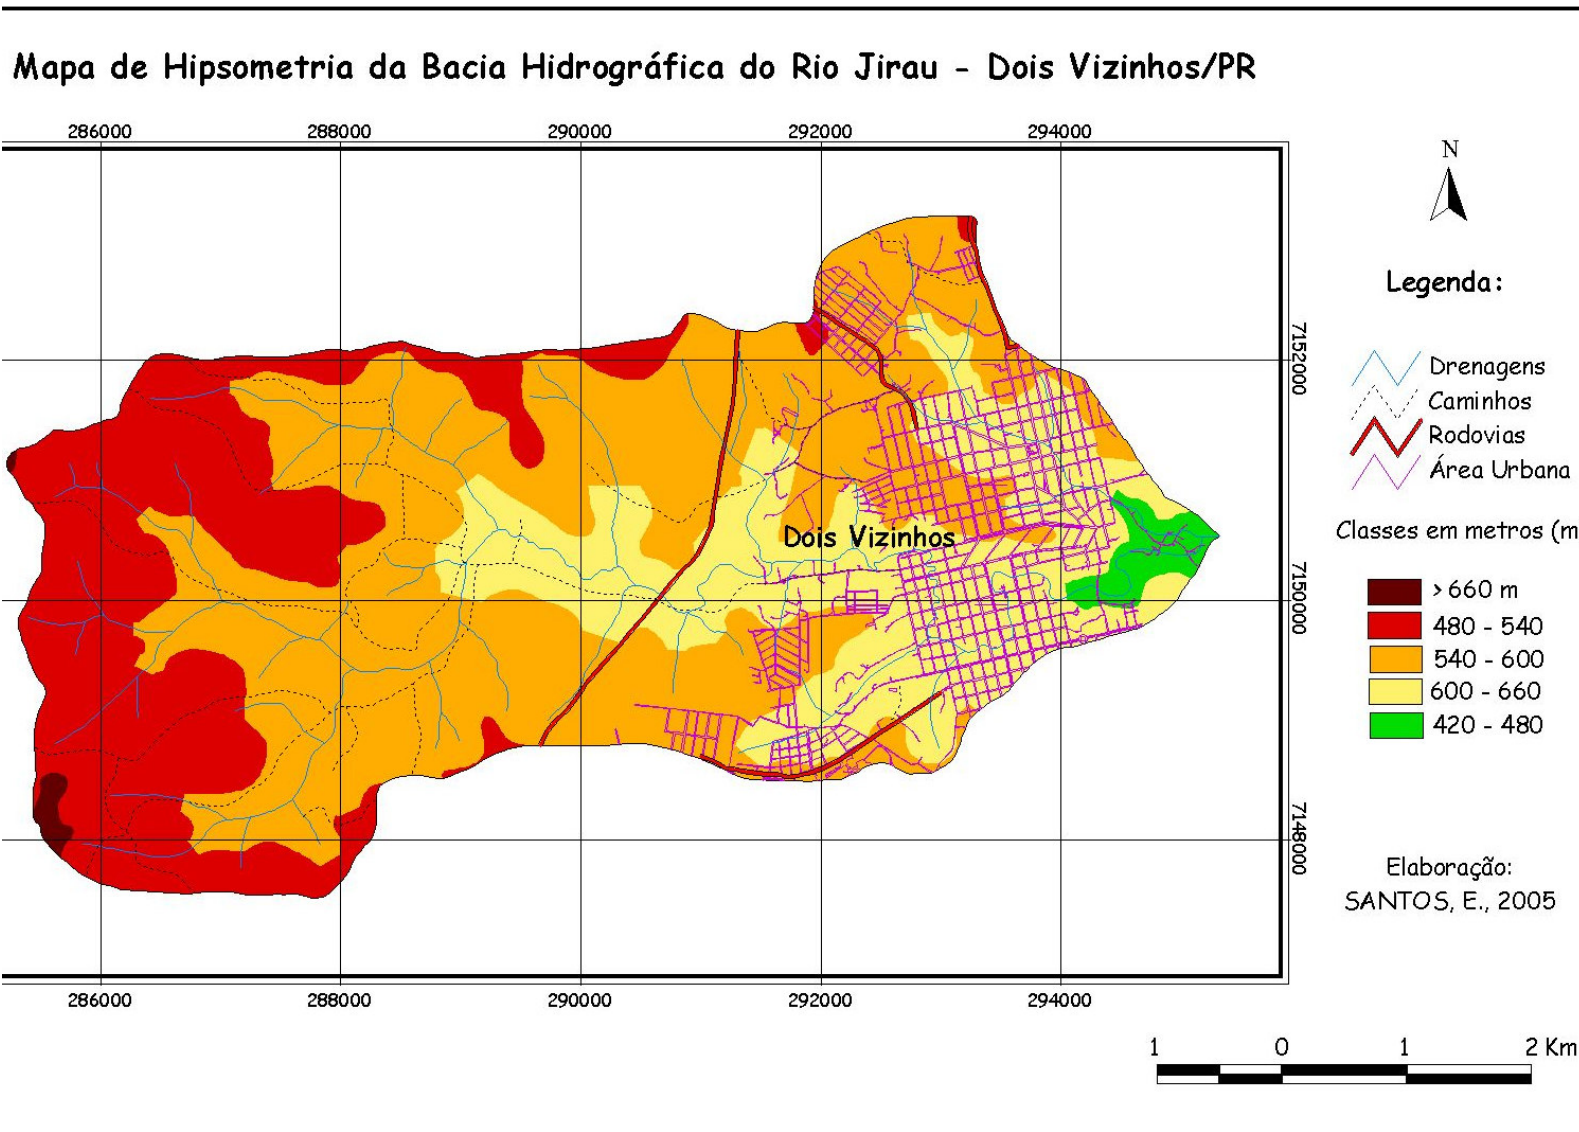 Mapa de Hipsometria da Bacia Hidrográfica do Rio Jirau - Dois Vizinhos/PR
286000 288000 290000 292000 294000
N
Legenda:
7152000
Drenagens
Caminhos
Rodovias
Área Urbana
Dois Vizinhos
Classes em metros (m
7150000
> 660 m
480 - 540
540 - 600
600 - 660
420 - 480
7148000
Elaboração:
SANTOS, E., 2005
286000 288000 290000 292000 294000
1 0 1 2 Km